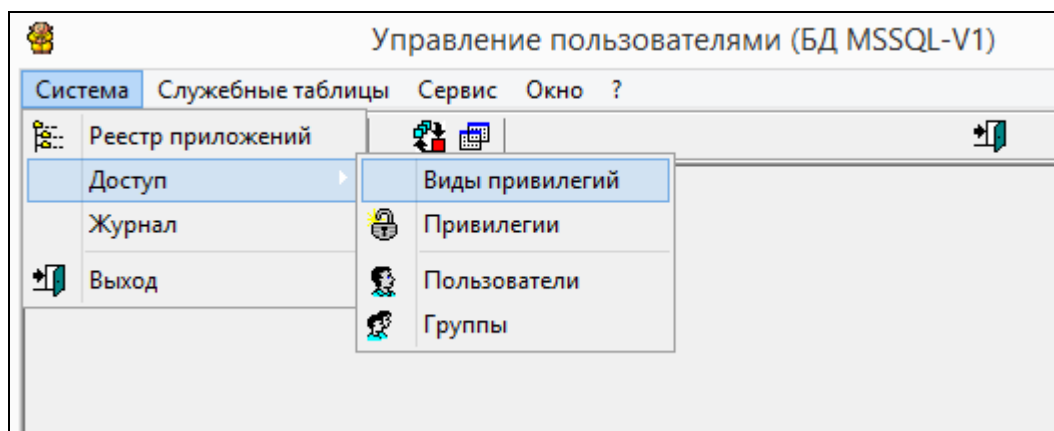 Управление пользователями (БД MSSQL-V1)
Система Служебные таблицы Сервис Окно ?
Реестр приложений
Доступ
Журнал
Выход
Виды привилегий
Привилегии
Пользователи
Группы